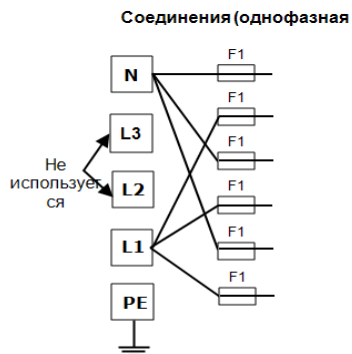 Соединения (однофазная
N
F1
F1
L3
F1
Не
использует
ся
L2
F1
L1
F1
F1
PE